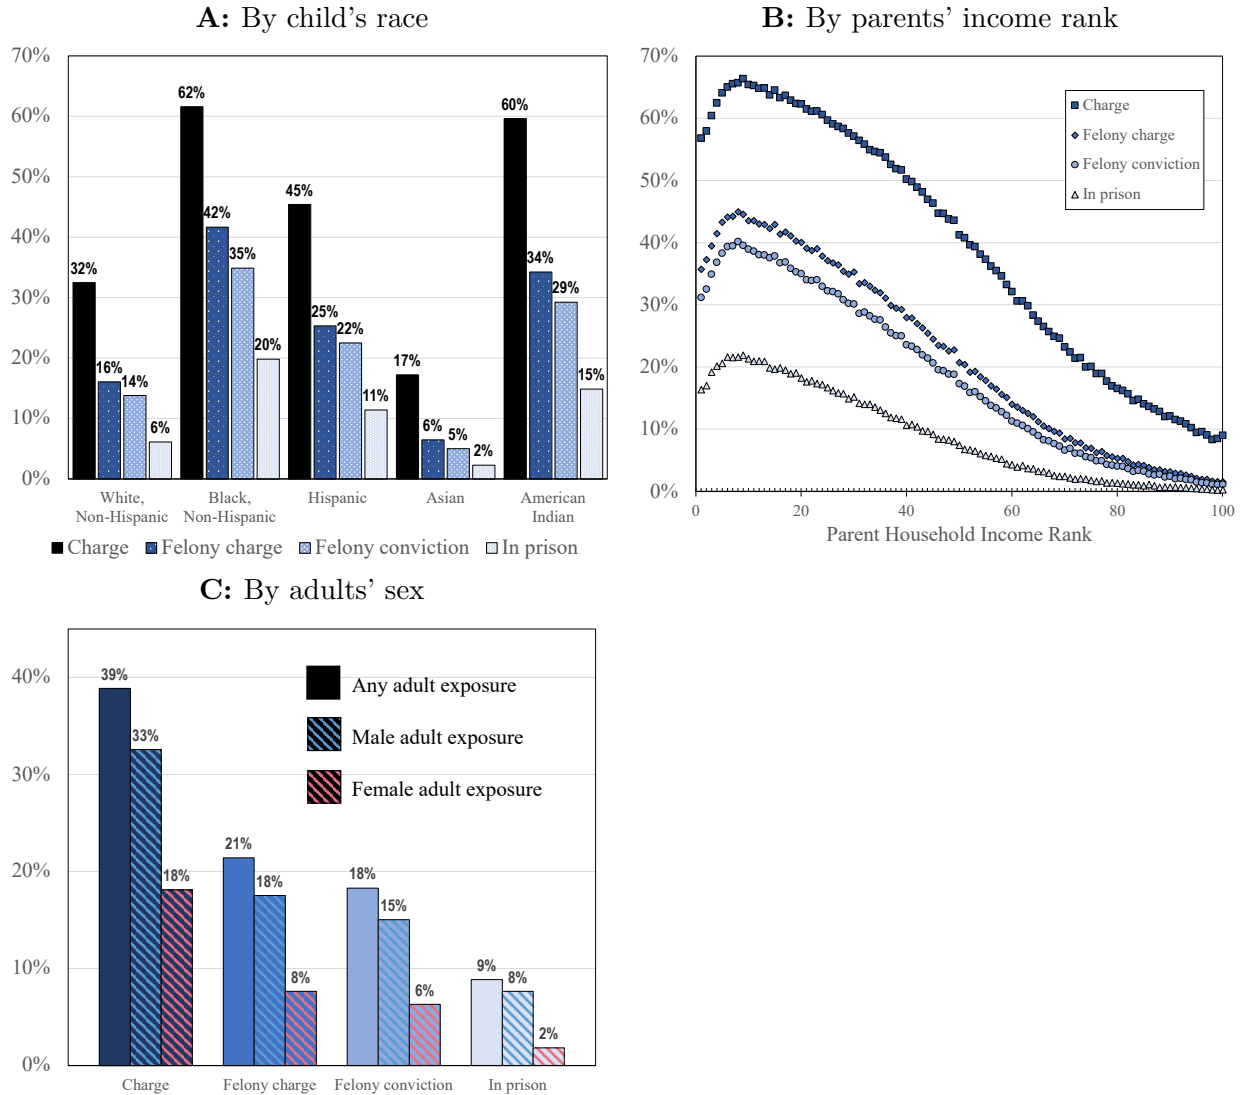 A: By child's race
70%
60%
50%
40%
30%
20%
10%
0%
32%
16%
14%
6%
62%
42%
35%
20%
45%
25%
22%
11%
17%
6%
5%
2%
60%
34%
29%
15%
White,
Non-Hispanic
Black,
Non-Hispanic
Hispanic
Asian
American
Indian
Charge Felony charge Felony conviction In prison
B: By parents' income rank
70%
60%
50%
40%
30%
20%
10%
0%
Charge
Felony charge
Felony conviction
In prison
0 20 40 60 80 100
Parent Household Income Rank
C: By adults' sex
40%
30%
20%
10%
0%
Any adult exposure
Male adult exposure
Female adult exposure
39%
33%
18%
21%
18%
8%
18%
15%
6%
9%
8%
2%
Charge Felony charge Felony conviction In prison